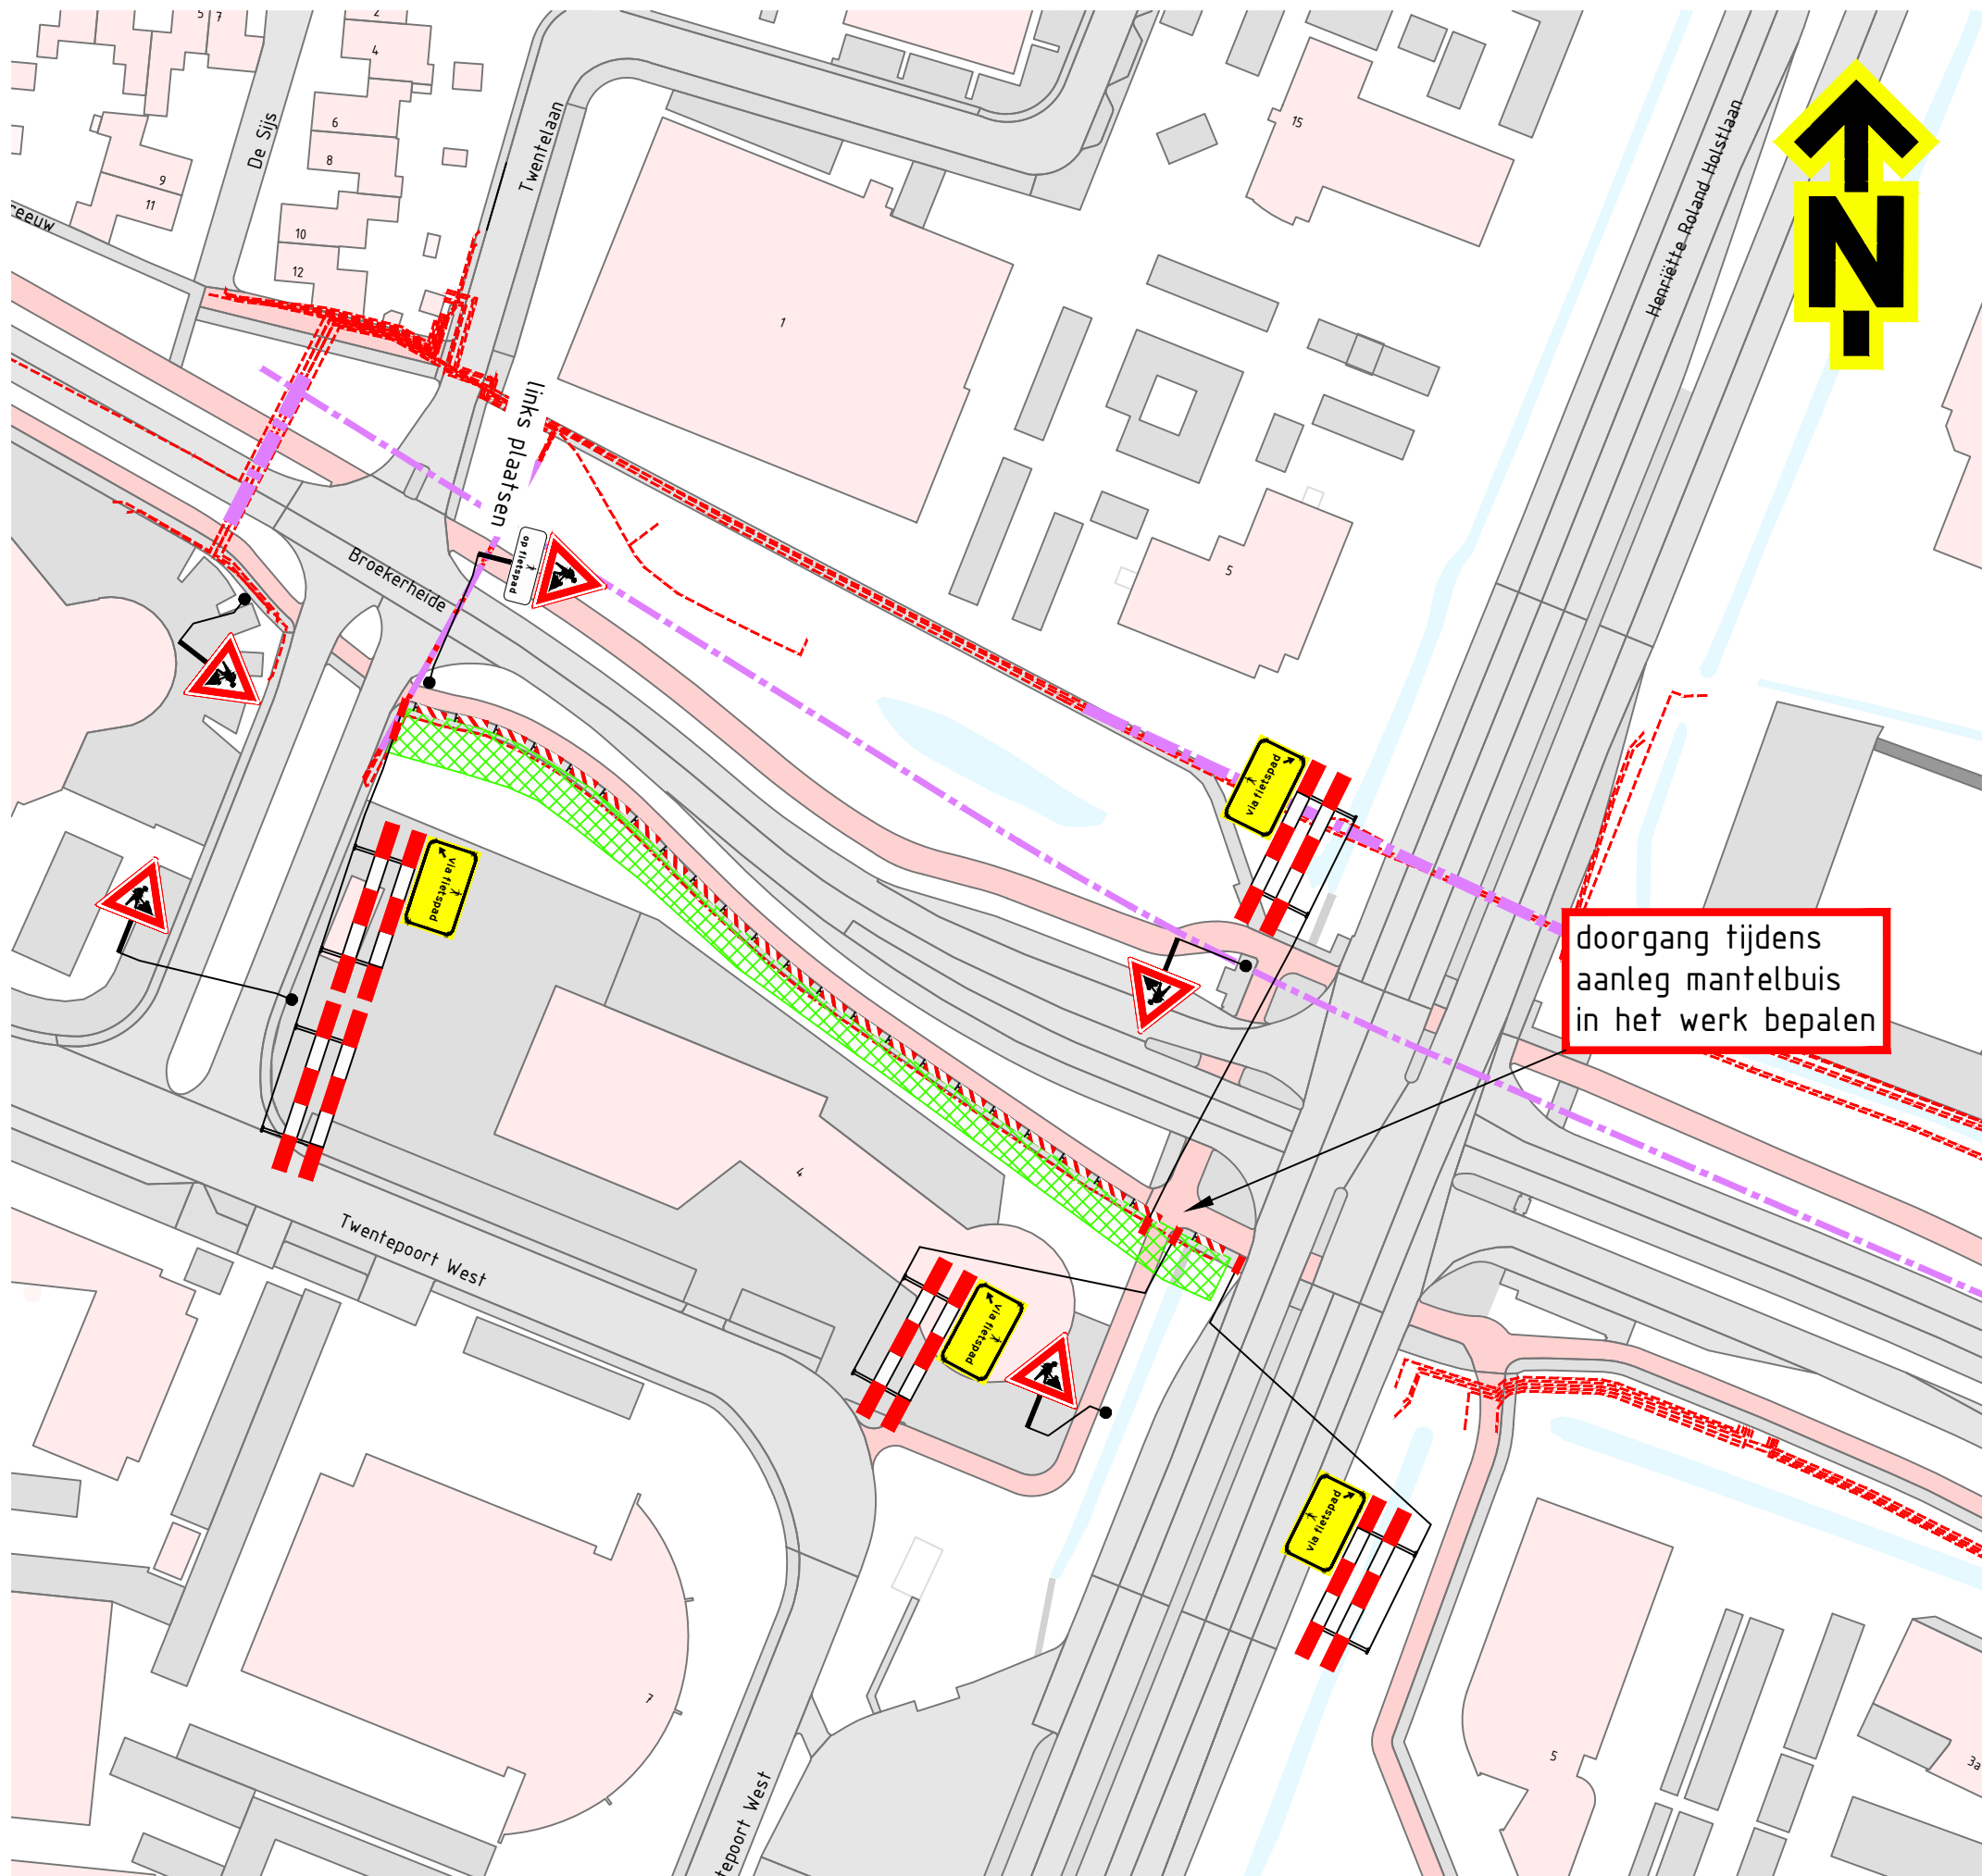 5
7
2
4
6
8
10
12
9
11
De Sijs
reeuw
Twentelaan
1
15
Henriëtte Roland Holstlaan
N
links plaatsen
op fietspad
Broekerheide
5
via fietspad
via fietspad
doorgang tijdens
aanleg mantelbuis
in het werk bepalen
4
Twentepoort West
via fietspad
via fietspad
7
5
3a
tepoort West